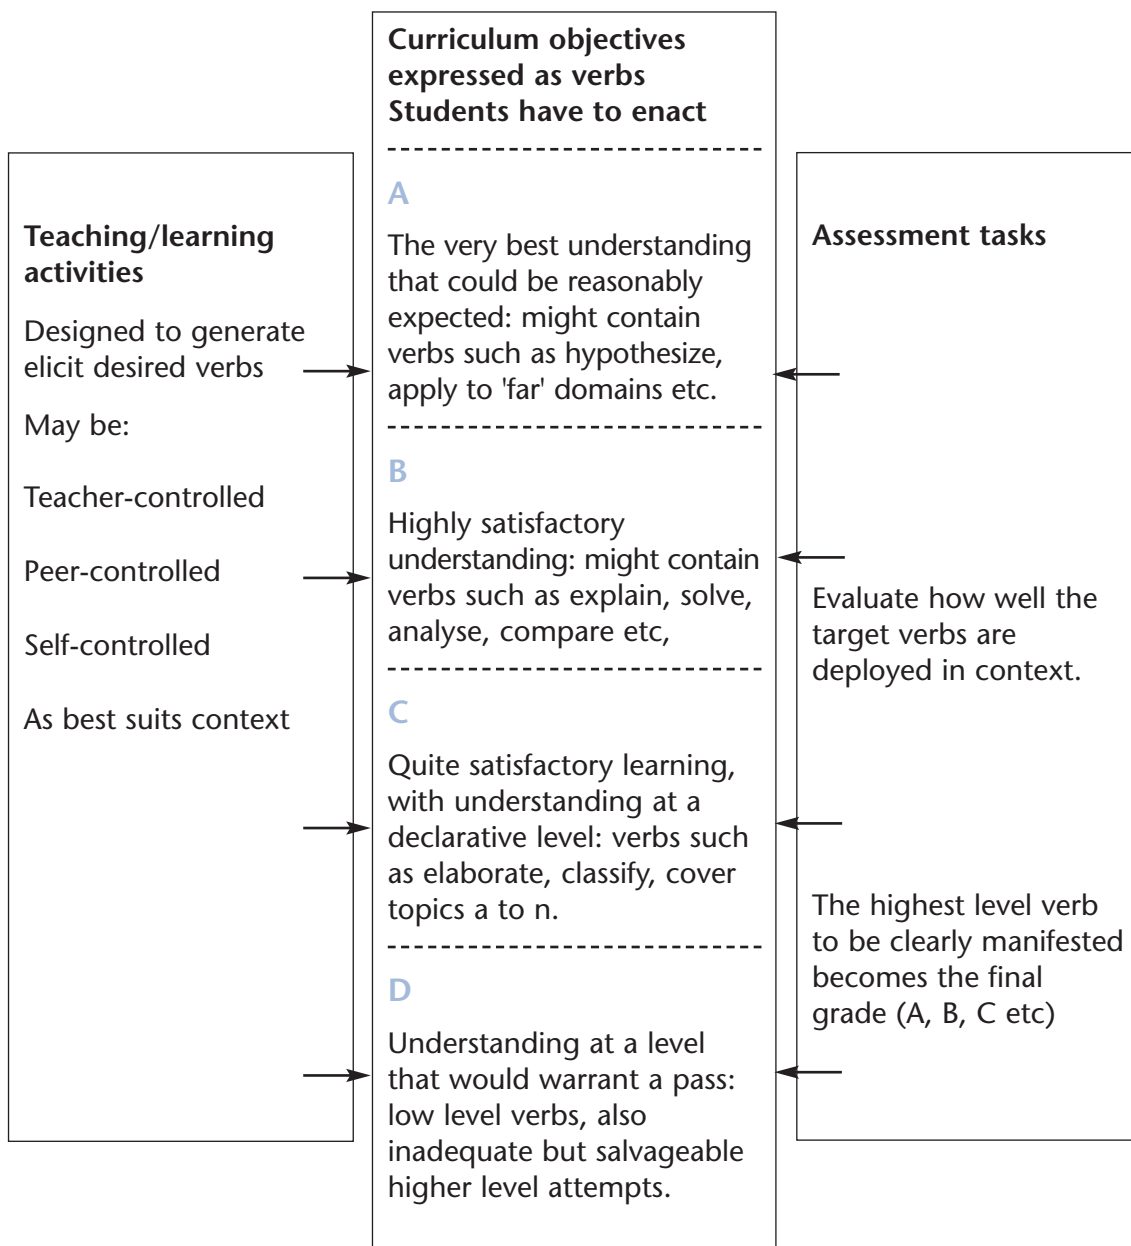 Curriculum objectives
expressed as verbs
Students have to enact
Teaching/learning
activities
Designed to generate
elicit desired verbs
May be:
Teacher-controlled
Peer-controlled
Self-controlled
As best suits context
A
The very best understanding
that could be reasonably
expected: might contain
verbs such as hypothesize,
apply to 'far' domains etc.
B
Highly satisfactory
understanding: might contain
verbs such as explain, solve,
analyse, compare etc,
C
Quite satisfactory learning,
with understanding at a
declarative level: verbs such
as elaborate, classify, cover
topics a to n.
D
Understanding at a level
that would warrant a pass:
low level verbs, also
inadequate but salvageable
higher level attempts.
Assessment tasks
Evaluate how well the
target verbs are
deployed in context.
The highest level verb
to be clearly manifested
becomes the final
grade (A, B, C etc)